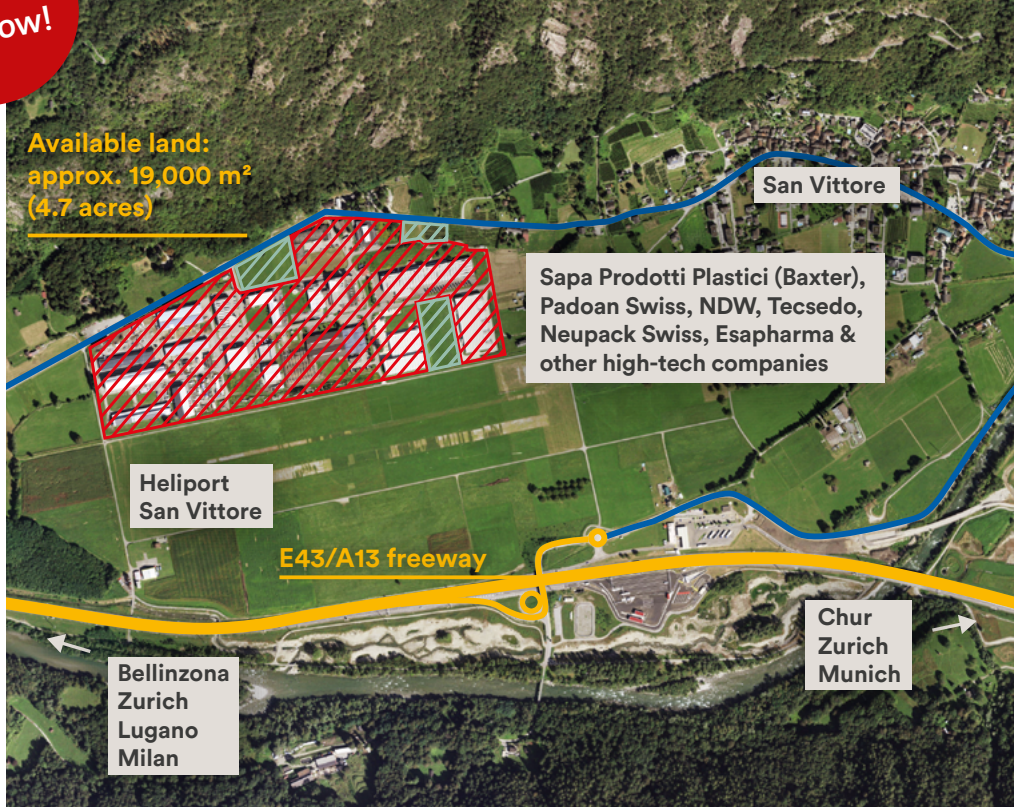 ow!
Available land:
approx. 19,000 m²
(4.7 acres)
San Vittore
Sapa Prodotti Plastici (Baxter),
Padoan Swiss, NDW, Tecsedo,
Neupack Swiss, Esapharma &
other high-tech companies
Heliport
San Vittore
E43/A13 freeway
Chur
Zurich
Munich
Bellinzona
Zurich
Lugano
Milan